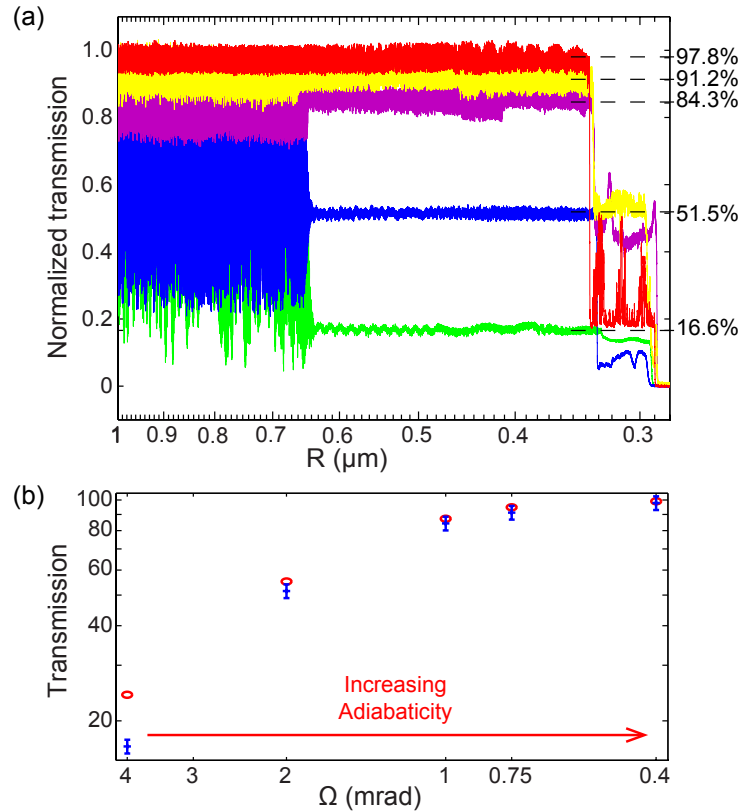 (a)
Normalized transmission
1.0
0.8
0.6
0.4
0.2
0
97.8%
91.2%
84.3%
51.5%
16.6%
1 0.9 0.8 0.7 0.6 0.5 0.4 0.3
R (μm)
(b)
Transmission
100
80
60
40
20
Increasing
Adiabaticity
4 3 2 1 0.75 0.4
Ω (mrad)